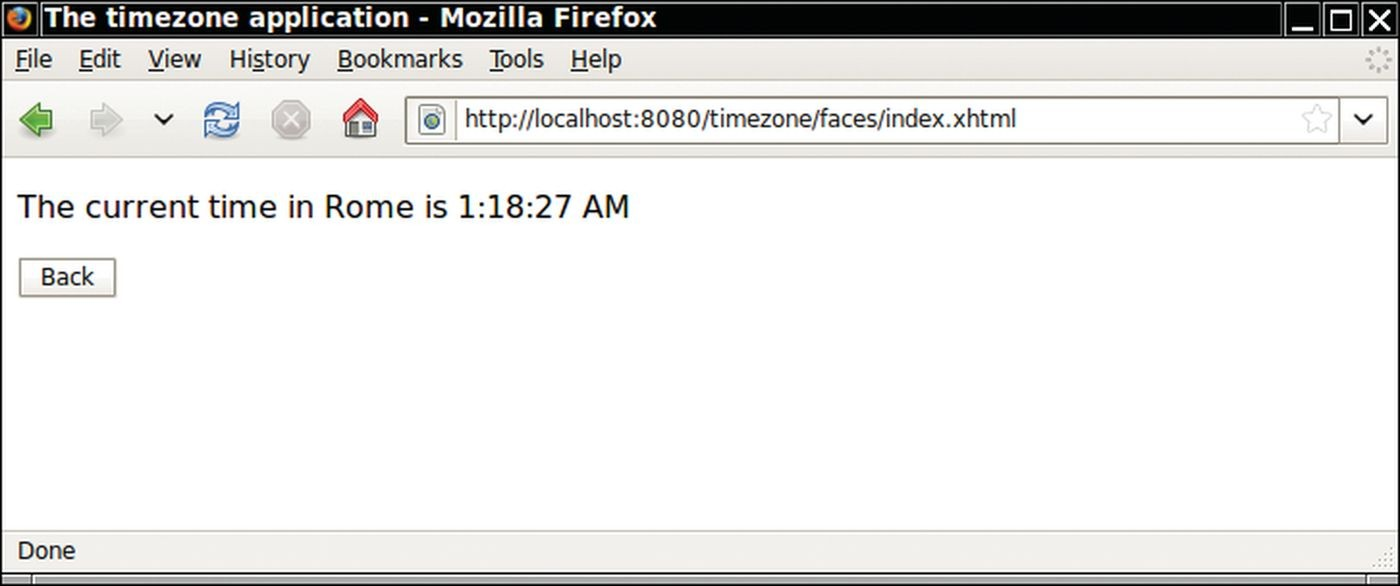 The timezone application - Mozilla Firefox
File Edit View History Bookmarks Tools Help
http://localhost:8080/timezone/faces/index.xhtml
The current time in Rome is 1:18:27 AM
Back
Done